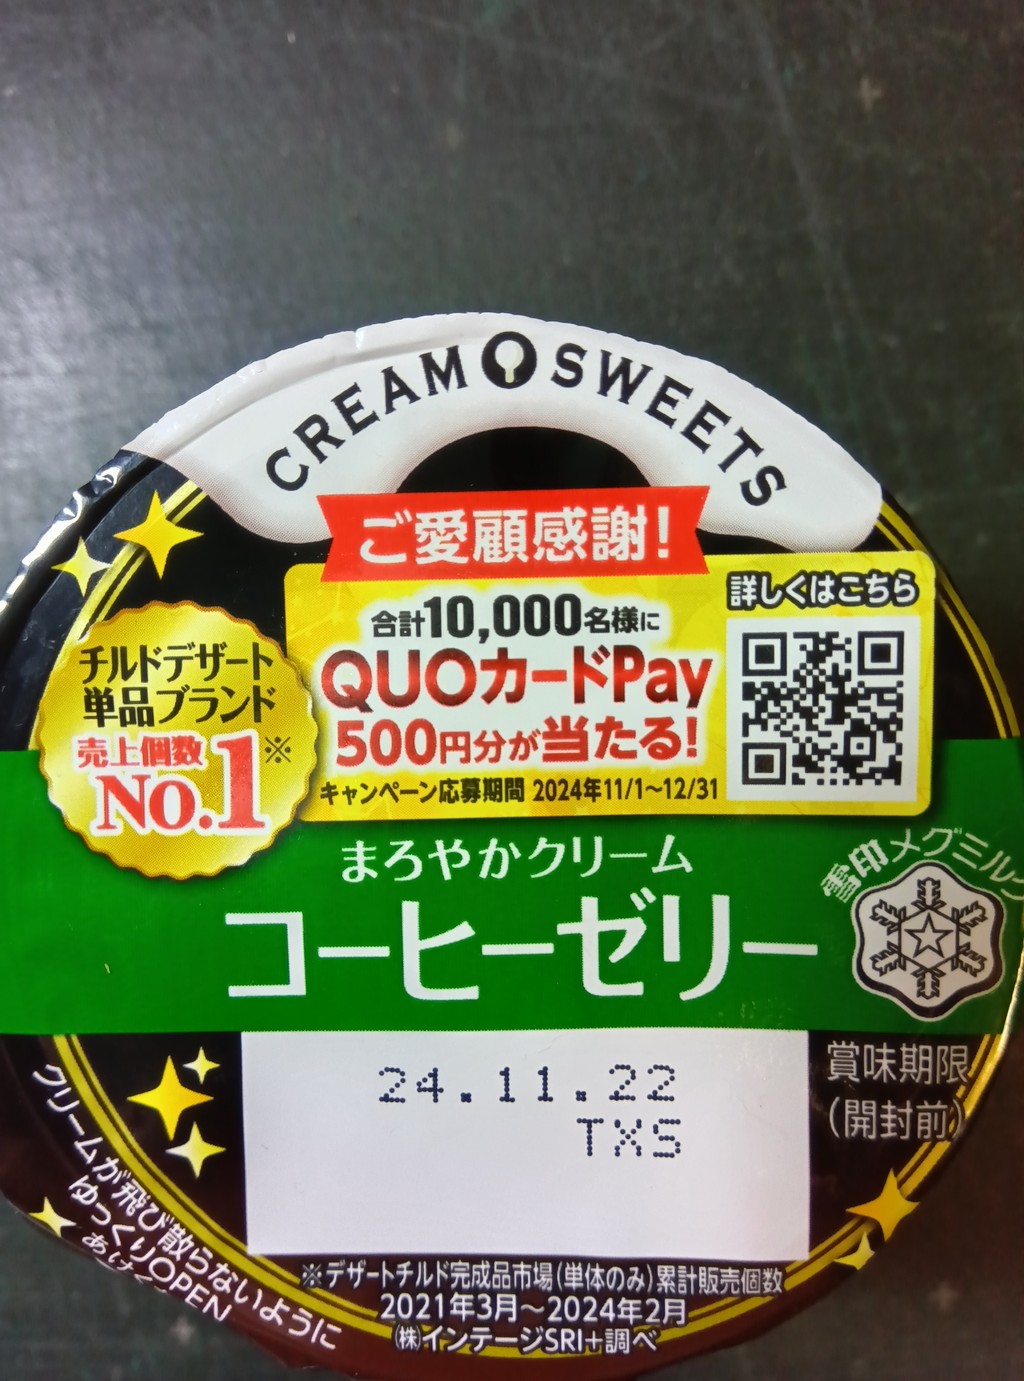 CREAM SWEETS
ご愛顧感謝!
合計10,000名様に
QUOカードPay
500円分が当たる!
キャンペーン応募期間 2024年11/1〜12/31
詳しくはこちら
チルドデザート
単品ブランド
売上個数
No.1※
まろやかクリーム
コーヒーゼリー
雪印メグミルク
24.11.22
TXS
賞味期限
(開封前)
クリームが飛び散らないように
ゆっくりOPEN
※デザートチルド完成品市場(単体のみ)累計販売個数
2021年3月〜2024年2月
㈱インテージSRI+調べ